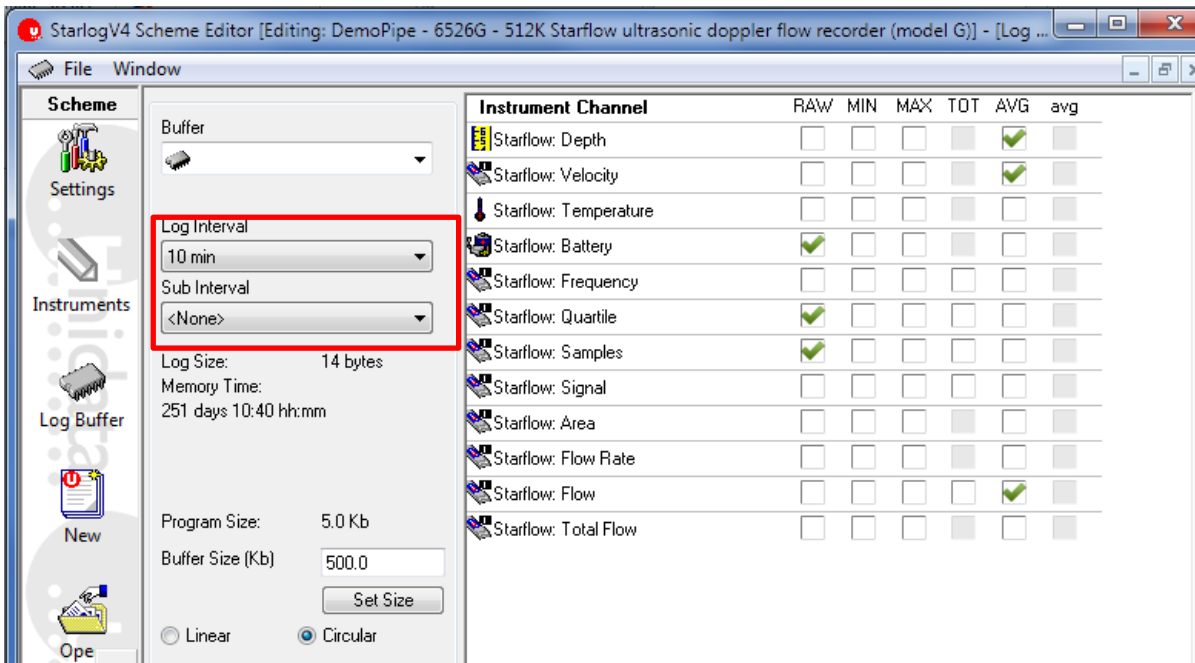 StarlogV4 Scheme Editor [Editing: DemoPipe - 6526G - 512K Starflow ultrasonic doppler flow recorder (model G)] - [Log ...
File Window
Scheme
Settings
Instruments
Log Buffer
New
Ope
Buffer
Log Interval
10 min
Sub Interval
<None>
Log Size: 14 bytes
Memory Time:
251 days 10:40 hh:mm
Program Size: 5.0 Kb
Buffer Size (Kb) 500.0
Set Size
Linear Circular
Instrument Channel RAW MIN MAX TOT AVG avg
Starflow: Depth
Starflow: Velocity
Starflow: Temperature
Starflow: Battery
Starflow: Frequency
Starflow: Quartile
Starflow: Samples
Starflow: Signal
Starflow: Area
Starflow: Flow Rate
Starflow: Flow
Starflow: Total Flow